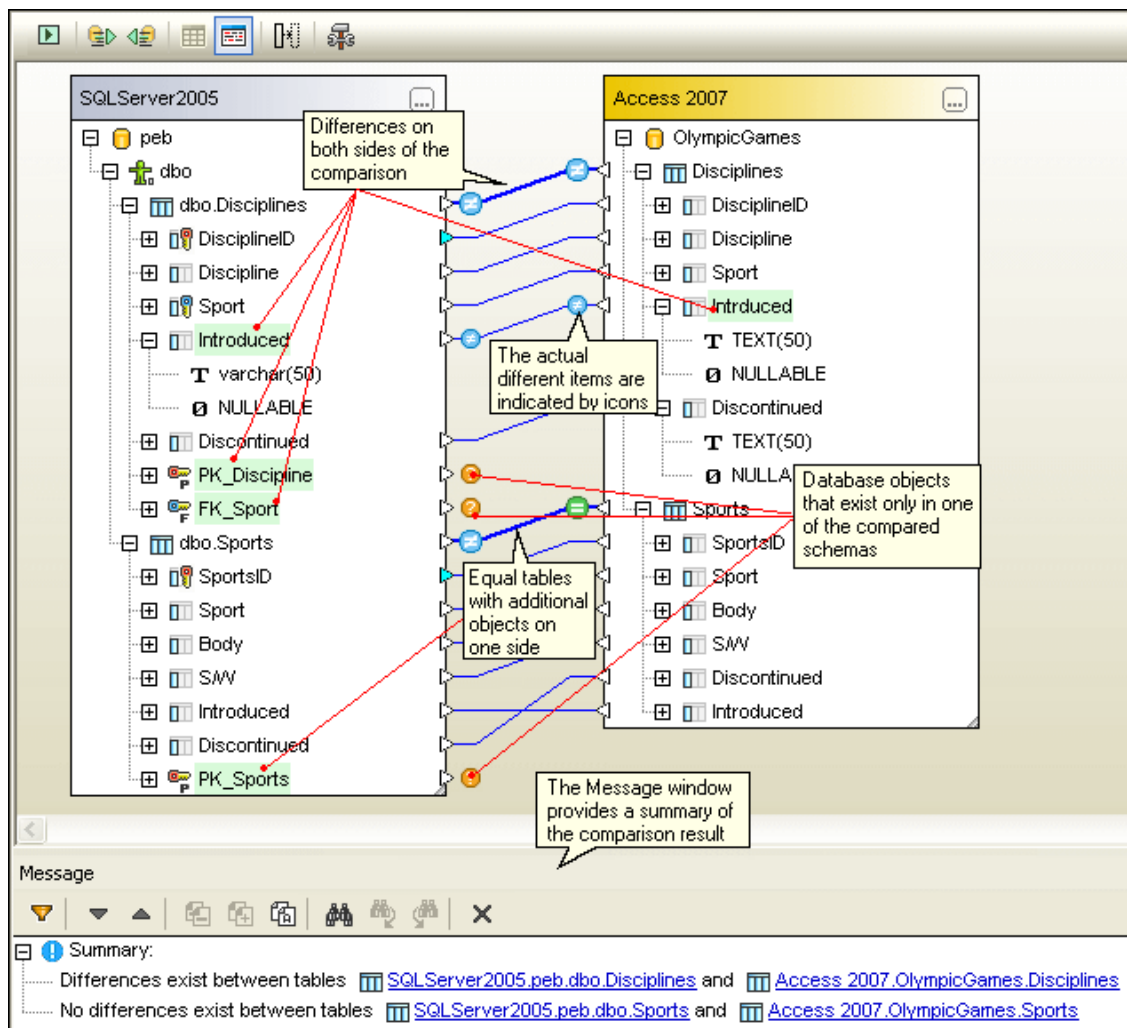 SQLServer2005
peb
dbo
dbo.Disciplines
DisciplineID
Discipline
Sport
Introduced
varchar(50)
NULLABLE
Discontinued
PK_Discipline
FK_Sport
dbo.Sports
SportsID
Sport
Body
S/W
Introduced
Discontinued
PK_Sports
Differences on
both sides of the
comparison
The actual
different items are
indicated by icons
Equal tables
with additional
objects on
one side
Access 2007
OlympicGames
Disciplines
DisciplineID
Discipline
Sport
Intrduced
TEXT(50)
NULLABLE
Discontinued
TEXT(50)
NULLA
Sports
SportsID
Sport
Body
S/W
Discontinued
Introduced
Database objects
that exist only in one
of the compared
schemas
The Message window
provides a summary of
the comparison result
Message
Summary:
Differences exist between tables SQLServer2005.peb.dbo.Disciplines and Access 2007.OlympicGames.Disciplines
No differences exist between tables SQLServer2005.peb.dbo.Sports and Access 2007.OlympicGames.Sports